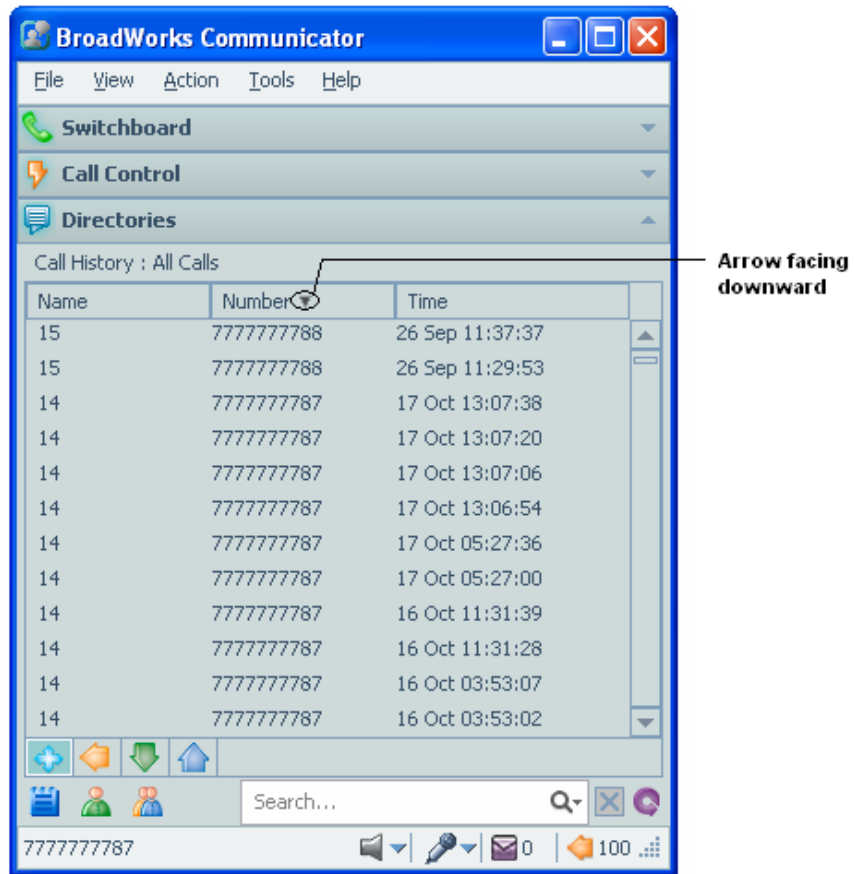 BroadWorks Communicator
File View Action Tools Help
Switchboard
Call Control
Directories
Call History : All Calls
Arrow facing
downward
Name Number Time
15 7777777788 26 Sep 11:37:37
15 7777777788 26 Sep 11:29:53
14 7777777787 17 Oct 13:07:38
14 7777777787 17 Oct 13:07:20
14 7777777787 17 Oct 13:07:06
14 7777777787 17 Oct 13:06:54
14 7777777787 17 Oct 05:27:36
14 7777777787 17 Oct 05:27:00
14 7777777787 16 Oct 11:31:39
14 7777777787 16 Oct 11:31:28
14 7777777787 16 Oct 03:53:07
14 7777777787 16 Oct 03:53:02
Search...
7777777787 0 100